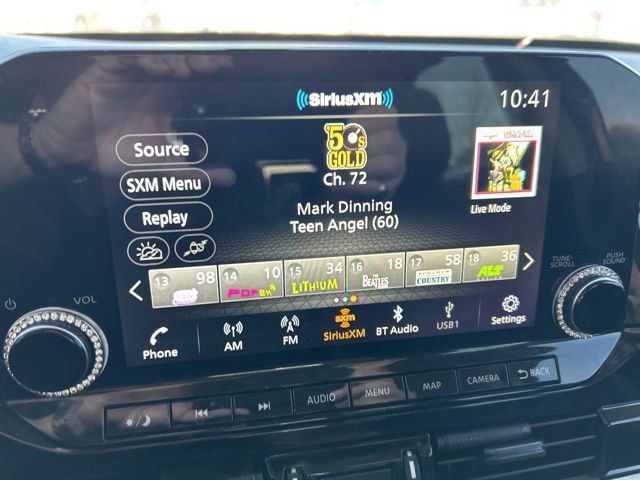 SiriusXM
10:41
Source
'50s
GOLD
Ch. 72
SXM Menu
Mark Dinning
Replay
Teen Angel (60)
Live Mode
13 98
14 10
15 34 LITHIUM
16 18 THE BEATLES
17 58 COUNTRY
18 36 ALT
Phone
AM
FM
sxm
SiriusXM
BT Audio
USB1
Settings
VOL
TUNE-
SCROLL
PUSH
SOUND
AUDIO
MENU
MAP
CAMERA
BACK